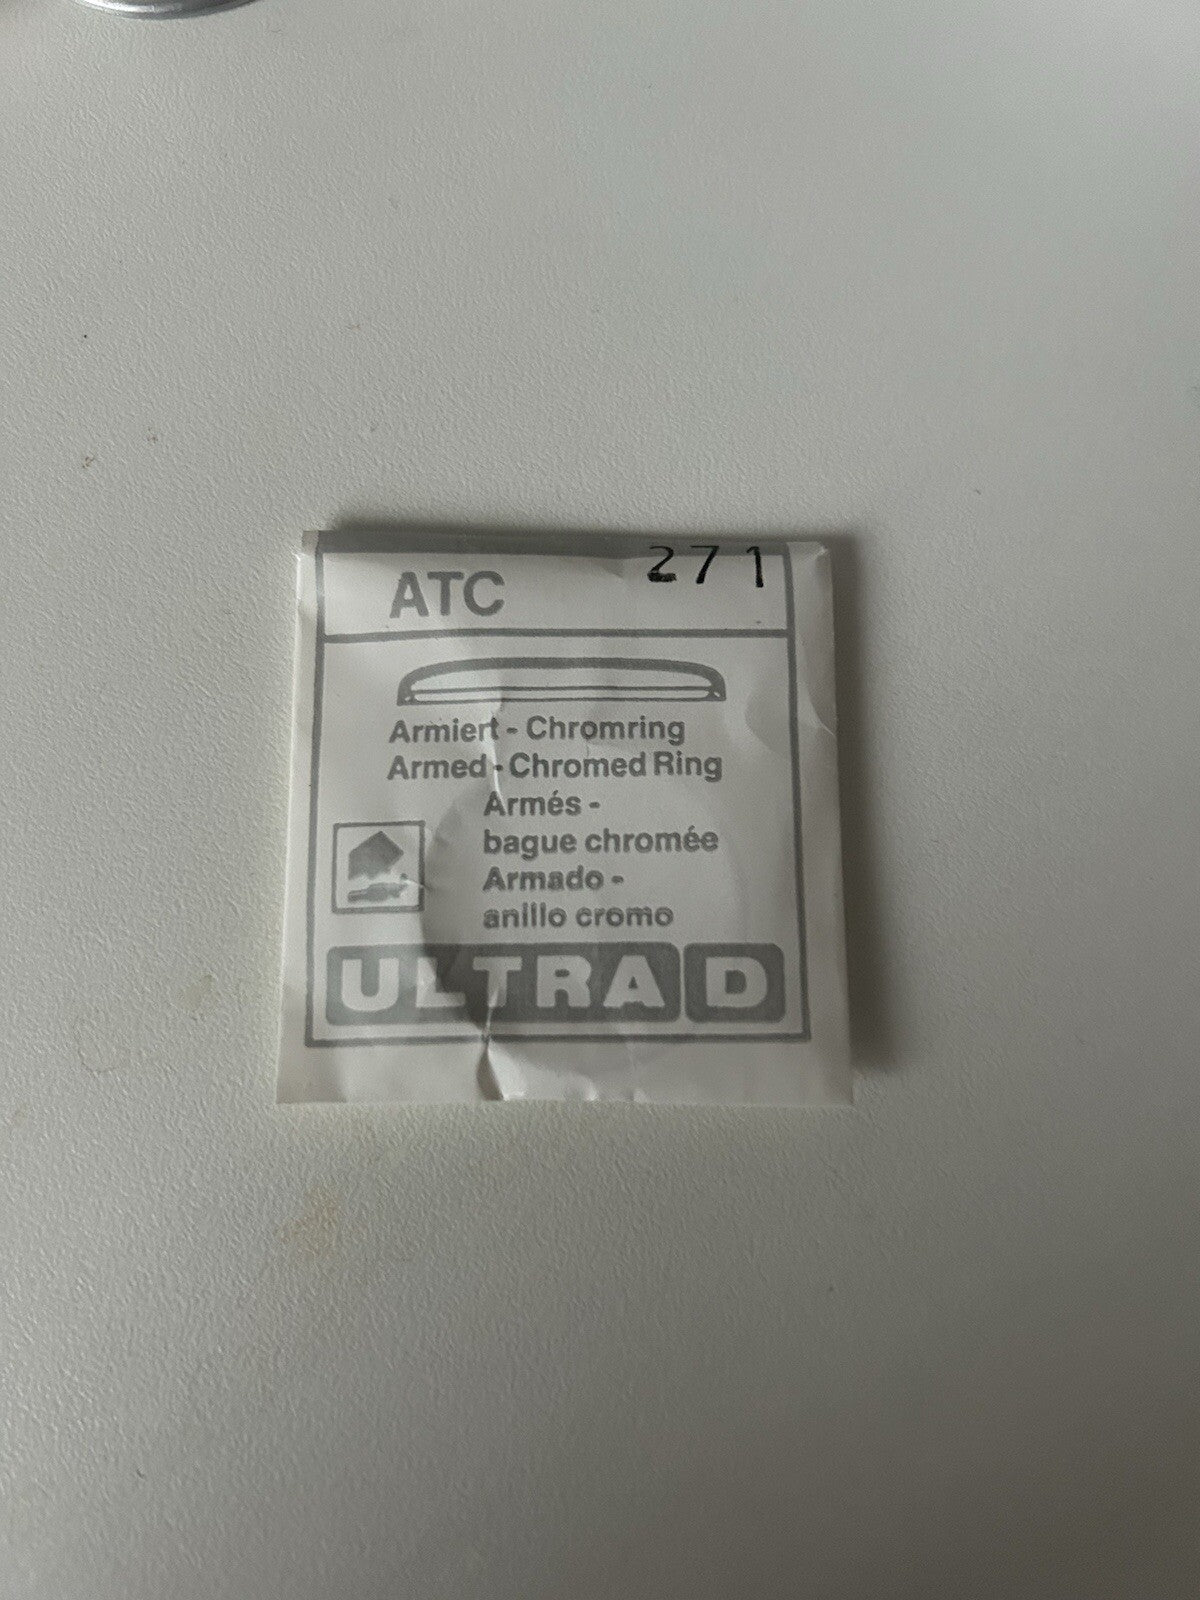 ATC 271
Armiert - Chromring
Armed - Chromed Ring
Armés -
bague chromée
Armado -
anillo cromo
ULTRA D